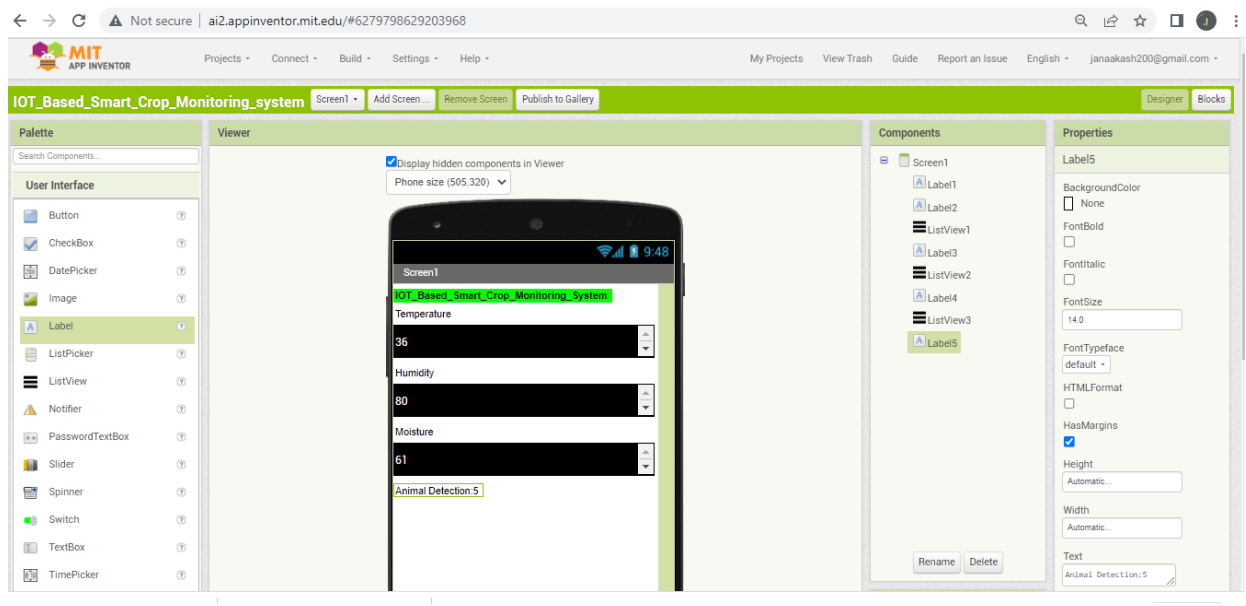 Not secure | ai2.appinventor.mit.edu/#6279798629203968
J
MIT
APP INVENTOR
Projects
Connect
Build
Settings
Help
My Projects
View Trash
Guide
Report an Issue
English
janaakash200@gmail.com
IOT_Based_Smart_Crop_Monitoring_system
Screen1
Add Screen ...
Remove Screen
Publish to Gallery
Designer
Blocks
Palette
Search Components...
User Interface
Button
CheckBox
DatePicker
Image
Label
ListPicker
ListView
Notifier
PasswordTextBox
Slider
Spinner
Switch
TextBox
TimePicker
Viewer
Display hidden components in Viewer
Phone size (505,320)
9:48
Screen1
IOT_Based_Smart_Crop_Monitoring_System
Temperature
36
Humidity
80
Moisture
61
Animal Detection:5
Components
Screen1
Label1
Label2
ListView1
Label3
ListView2
Label4
ListView3
Label5
Rename
Delete
Properties
Label5
BackgroundColor
None
FontBold
FontItalic
FontSize
14.0
FontTypeface
default
HTMLFormat
HasMargins
Height
Automatic...
Width
Automatic...
Text
Animal Detection:5